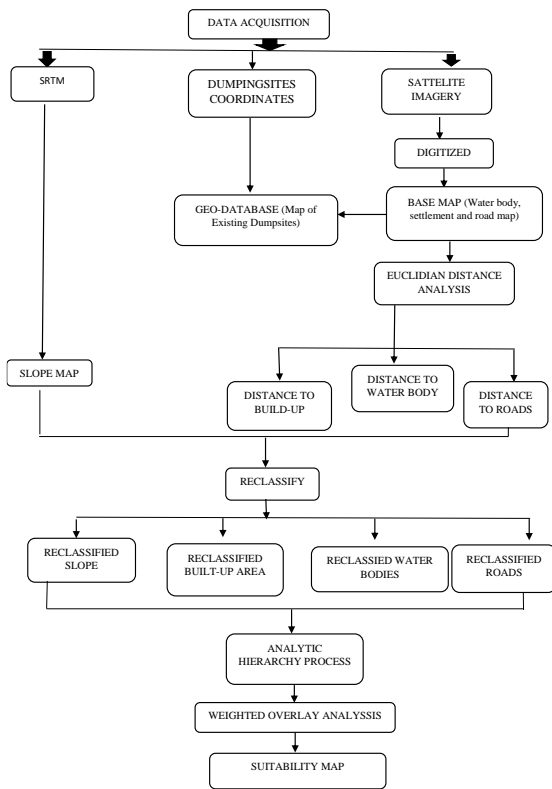 DATA ACQUISITION
SRTM
DUMPINGSITES
COORDINATES
SATTELITE
IMAGERY
DIGITIZED
GEO-DATABASE (Map of
Existing Dumpsites)
BASE MAP (Water body,
settlement and road map)
EUCLIDIAN DISTANCE
ANALYSIS
SLOPE MAP
DISTANCE TO
BUILD-UP
DISTANCE TO
WATER BODY
DISTANCE
TO ROADS
RECLASSIFY
RECLASSIFIED
SLOPE
RECLASSIFIED
BUILT-UP AREA
RECLASSIED WATER
BODIES
RECLASSIFIED
ROADS
ANALYTIC
HIERARCHY PROCESS
WEIGHTED OVERLAY ANALYSSIS
SUITABILITY MAP